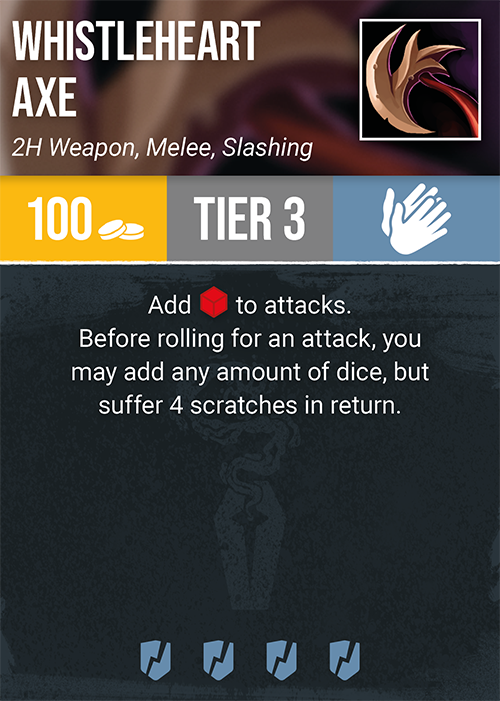 WHISTLEHEART
AXE
2H Weapon, Melee, Slashing
100
TIER 3
Add to attacks.
Before rolling for an attack, you
may add any amount of dice, but
suffer 4 scratches in return.